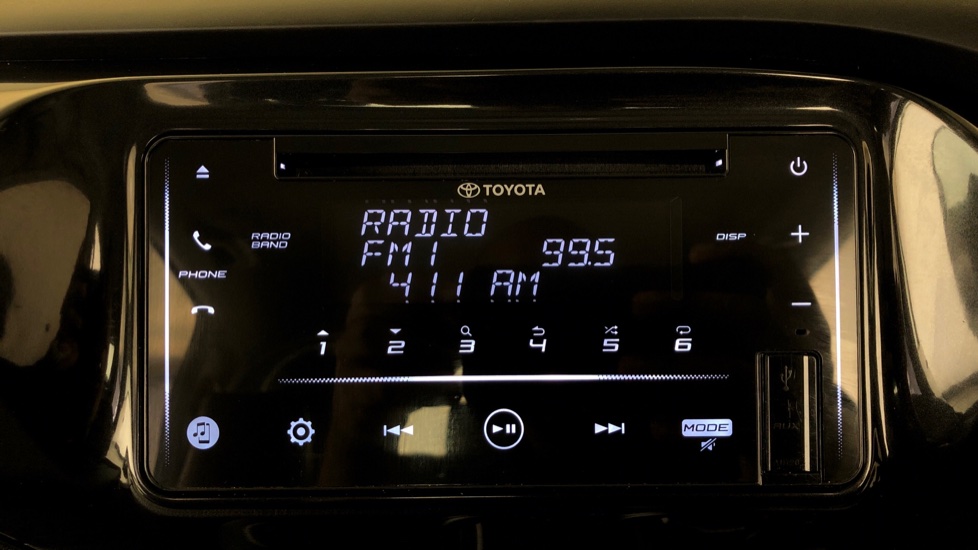 TOYOTA
RADIO
RADIO BAND
FM1 99.5
DISP
PHONE
4 11 AM
1 2 3 4 5 6
MODE